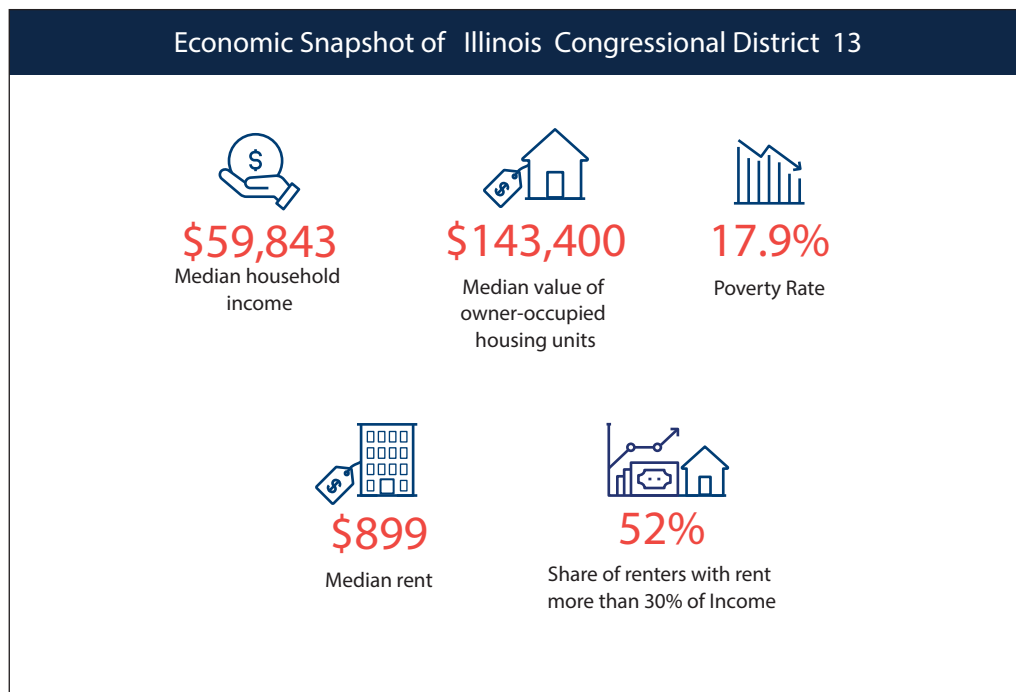 Economic Snapshot of Illinois Congressional District 13
$
$
$59,843
Median household
income
$143,400
Median value of
owner-occupied
housing units
17.9%
Poverty Rate
$
$899
Median rent
52%
Share of renters with rent
more than 30% of Income